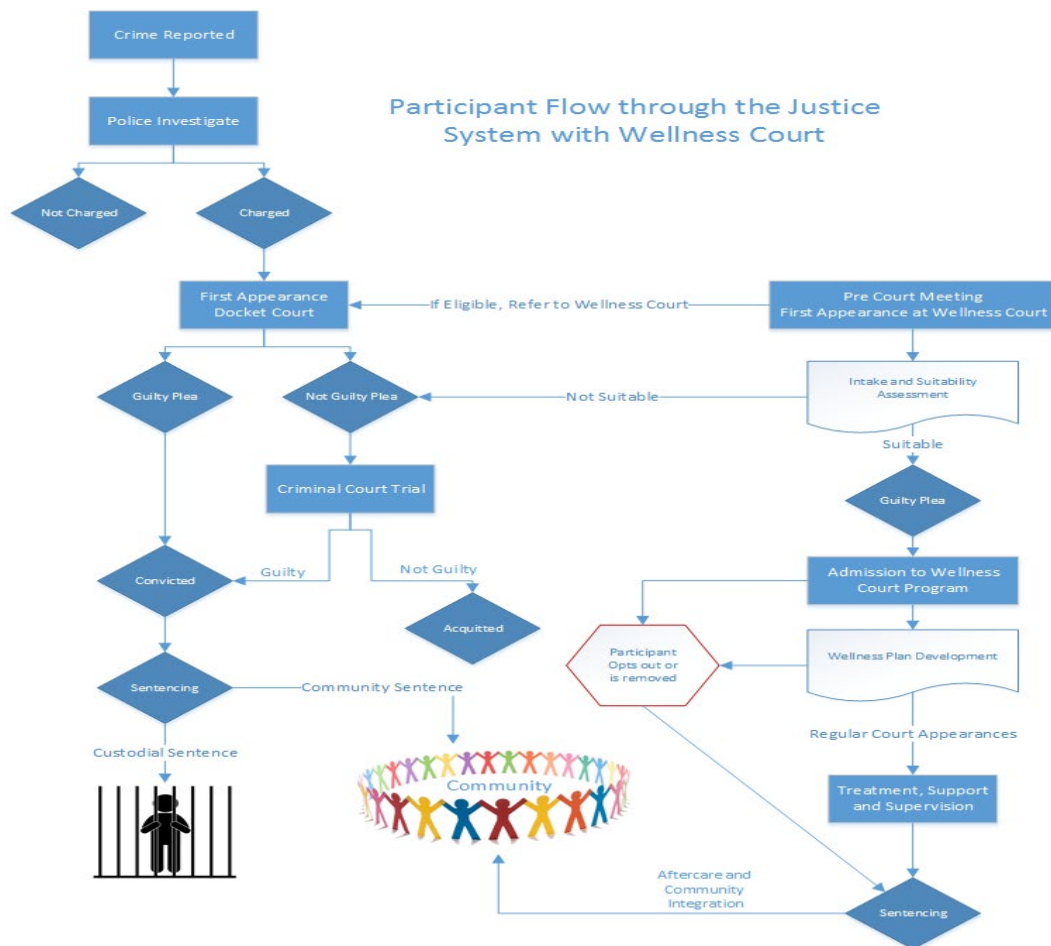 Crime Reported
Police Investigate
Participant Flow through the Justice
System with Wellness Court
Not Charged
Charged
First Appearance
Docket Court
If Eligible, Refer to Wellness Court
Pre Court Meeting
First Appearance at Wellness Court
Guilty Plea
Not Guilty Plea
Not Suitable
Intake and Suitability
Assessment
Suitable
Criminal Court Trial
Guilty Plea
Convicted
Guilty
Not Guilty
Admission to Wellness
Court Program
Acquitted
Participant
Opts out or
is removed
Wellness Plan Development
Sentencing
Community Sentence
Regular Court Appearances
Custodial Sentence
Community
Treatment, Support
and Supervision
Aftercare and
Community
Integration
Sentencing